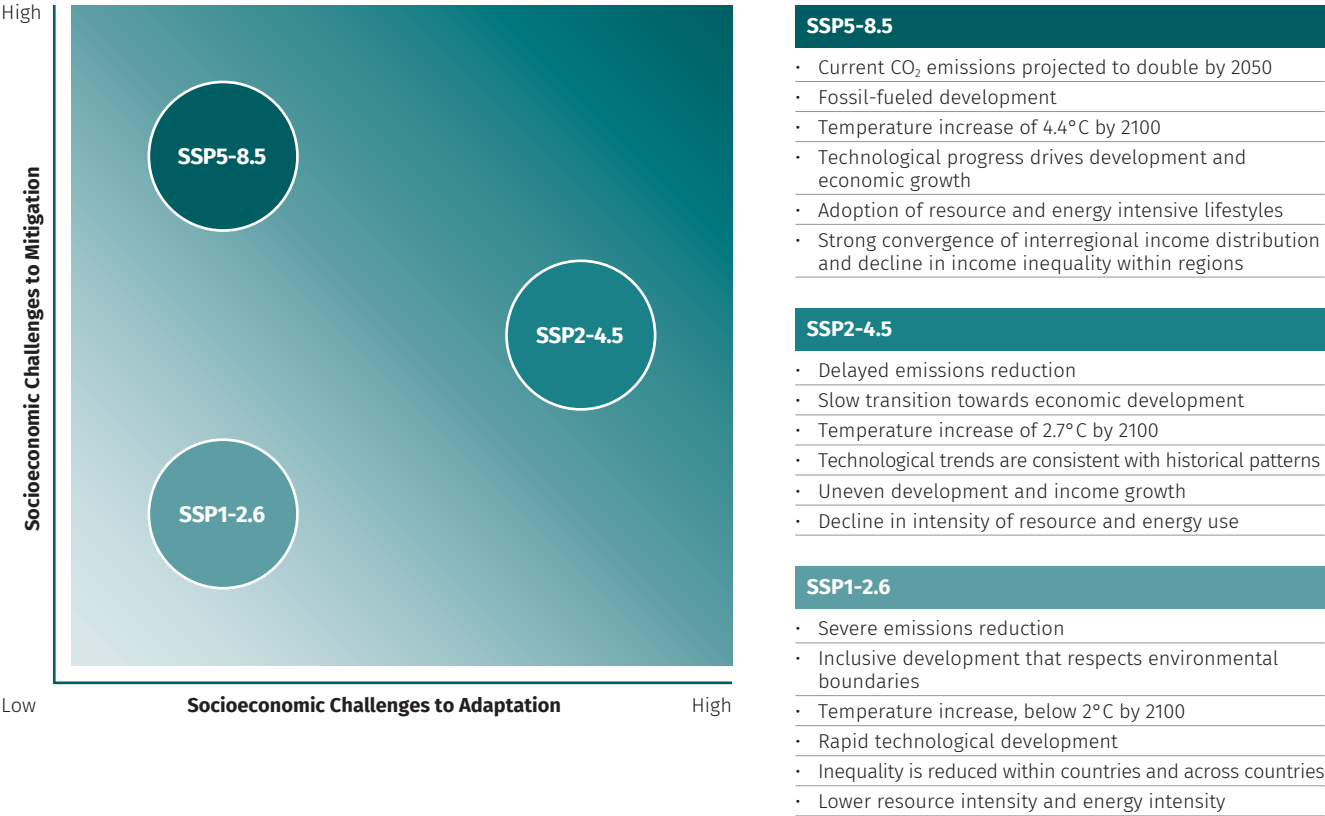 High
Socioeconomic Challenges to Mitigation
SSP5-8.5
SSP2-4.5
SSP1-2.6
Low
Socioeconomic Challenges to Adaptation
High
SSP5-8.5
· Current CO₂ emissions projected to double by 2050
· Fossil-fueled development
· Temperature increase of 4.4°C by 2100
· Technological progress drives development and
economic growth
· Adoption of resource and energy intensive lifestyles
· Strong convergence of interregional income distribution
and decline in income inequality within regions
SSP2-4.5
· Delayed emissions reduction
· Slow transition towards economic development
· Temperature increase of 2.7°C by 2100
· Technological trends are consistent with historical patterns
· Uneven development and income growth
· Decline in intensity of resource and energy use
SSP1-2.6
· Severe emissions reduction
· Inclusive development that respects environmental
boundaries
· Temperature increase, below 2°C by 2100
· Rapid technological development
· Inequality is reduced within countries and across countries
· Lower resource intensity and energy intensity